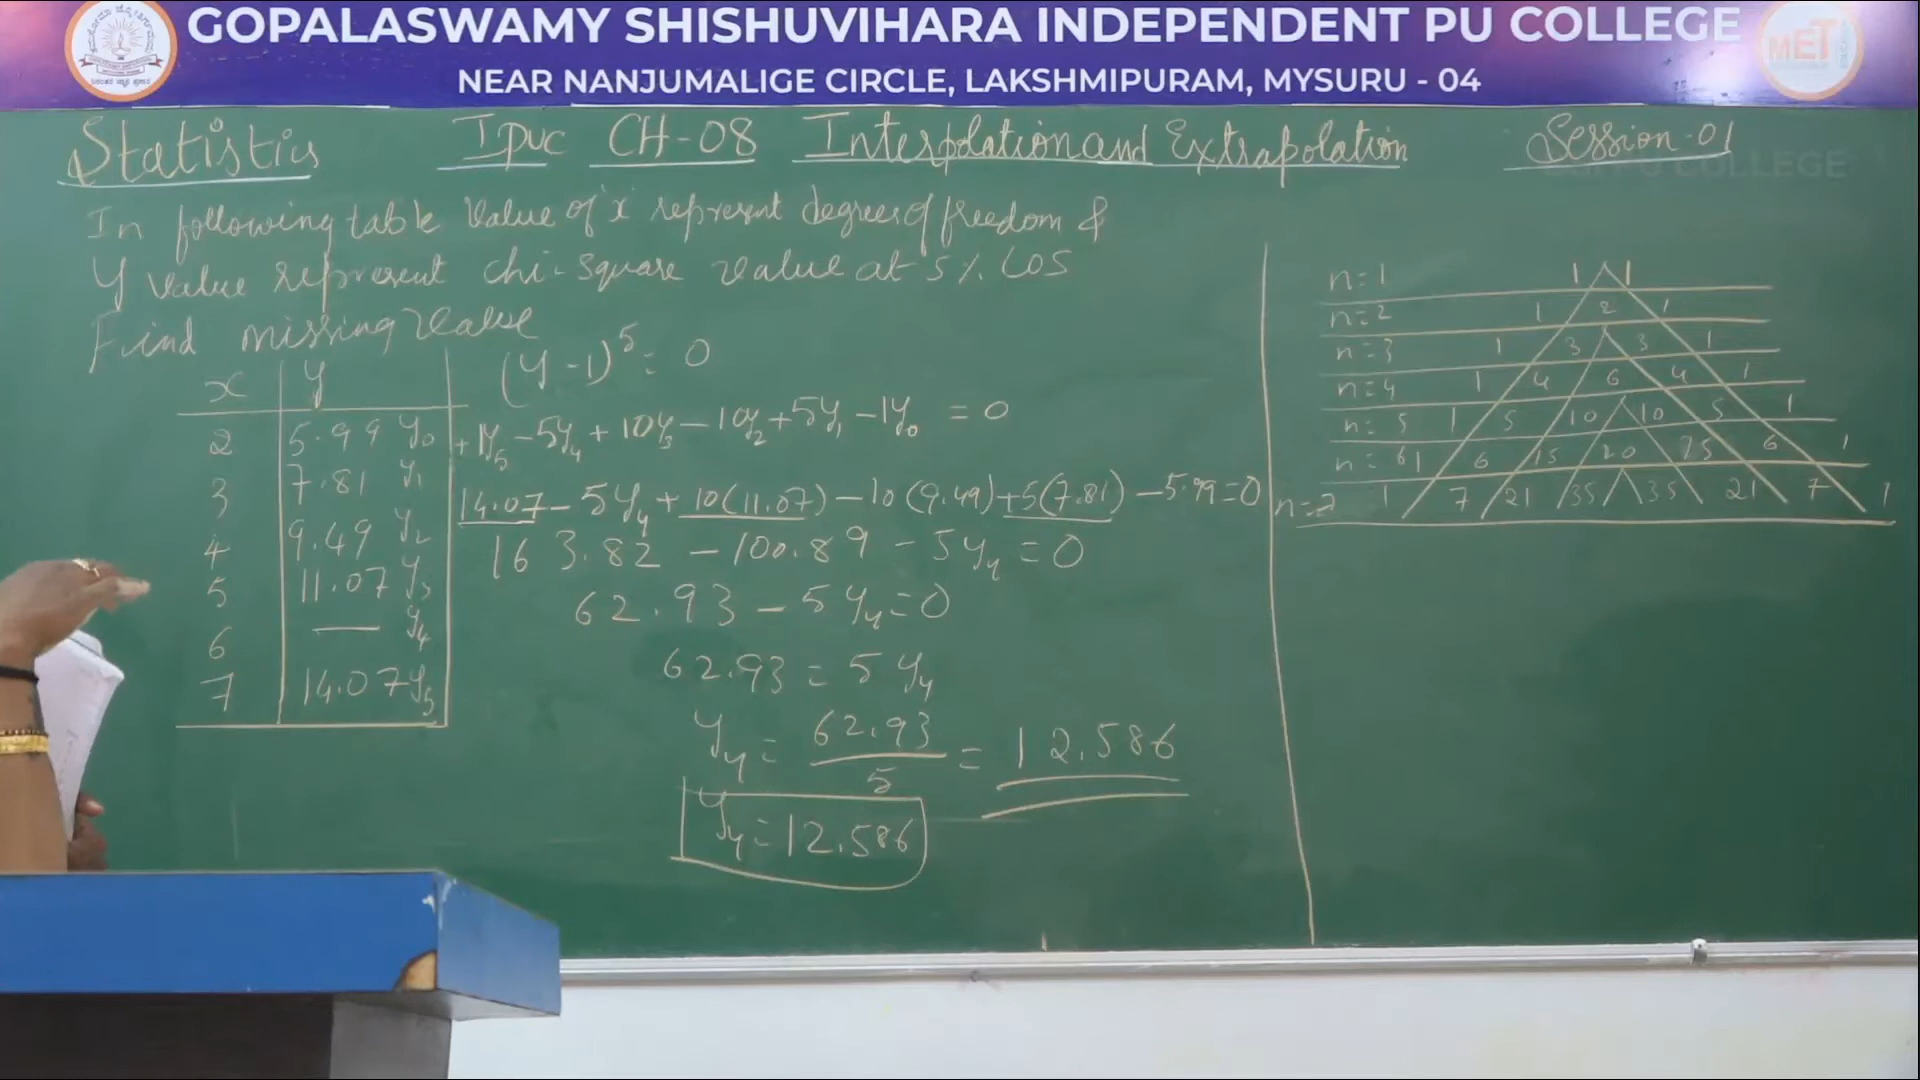 GOPALASWAMY SHISHUVIHARA INDEPENDENT PU COLLEGE
NEAR NANJUMALIGE CIRCLE, LAKSHMIPURAM, MYSURU - 04
MET
Statistics I PUC CH-08 Interpolation and Extrapolation Session-01
PU COLLEGE
In following table Value of 'x' represent degrees of freedom &
Y value represent chi-square value at 5% LOS
Find missing value
(Y-1)^5 = 0
x y
2 5.99 y0
3 7.81 y1
4 9.49 y2
5 11.07 y3
6 — y4
7 14.07 y5
+1y5 - 5y4 + 10y3 - 10y2 + 5y1 - 1y0 = 0
14.07 - 5y4 + 10(11.07) - 10(9.49) + 5(7.81) - 5.99 = 0
163.82 - 100.89 - 5y4 = 0
62.93 - 5y4 = 0
62.93 = 5y4
y4 = 62.93/5 = 12.586
y4 = 12.586
n=1 1 1
n=2 1 2 1
n=3 1 3 3 1
n=4 1 4 6 4 1
n=5 1 5 10 10 5 1
n=6 1 6 15 20 15 6 1
n=7 1 7 21 35 35 21 7 1